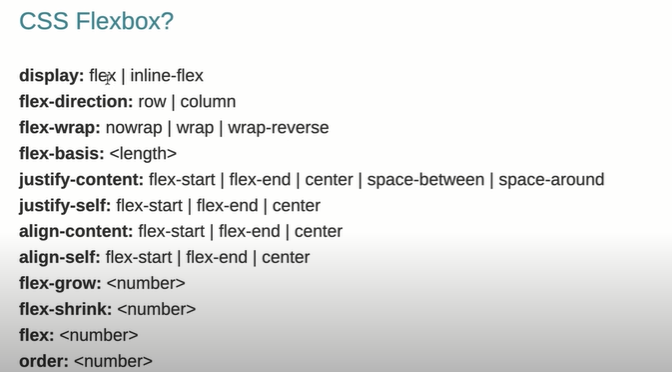 CSS Flexbox?
display: flex | inline-flex
flex-direction: row | column
flex-wrap: nowrap | wrap | wrap-reverse
flex-basis: <length>
justify-content: flex-start | flex-end | center | space-between | space-around
justify-self: flex-start | flex-end | center
align-content: flex-start | flex-end | center
align-self: flex-start | flex-end | center
flex-grow: <number>
flex-shrink: <number>
flex: <number>
order: <number>